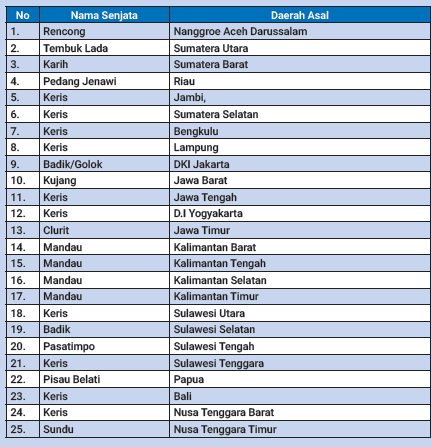 No Nama Senjata Daerah Asal
1. Rencong Nanggroe Aceh Darussalam
2. Tembuk Lada Sumatera Utara
3. Karih Sumatera Barat
4. Pedang Jenawi Riau
5. Keris Jambi,
6. Keris Sumatera Selatan
7. Keris Bengkulu
8. Keris Lampung
9. Badik/Golok DKI Jakarta
10. Kujang Jawa Barat
11. Keris Jawa Tengah
12. Keris D.I Yogyakarta
13. Clurit Jawa Timur
14. Mandau Kalimantan Barat
15. Mandau Kalimantan Tengah
16. Mandau Kalimantan Selatan
17. Mandau Kalimantan Timur
18. Keris Sulawesi Utara
19. Badik Sulawesi Selatan
20. Pasatimpo Sulawesi Tengah
21. Keris Sulawesi Tenggara
22. Pisau Belati Papua
23. Keris Bali
24. Keris Nusa Tenggara Barat
25. Sundu Nusa Tenggara Timur